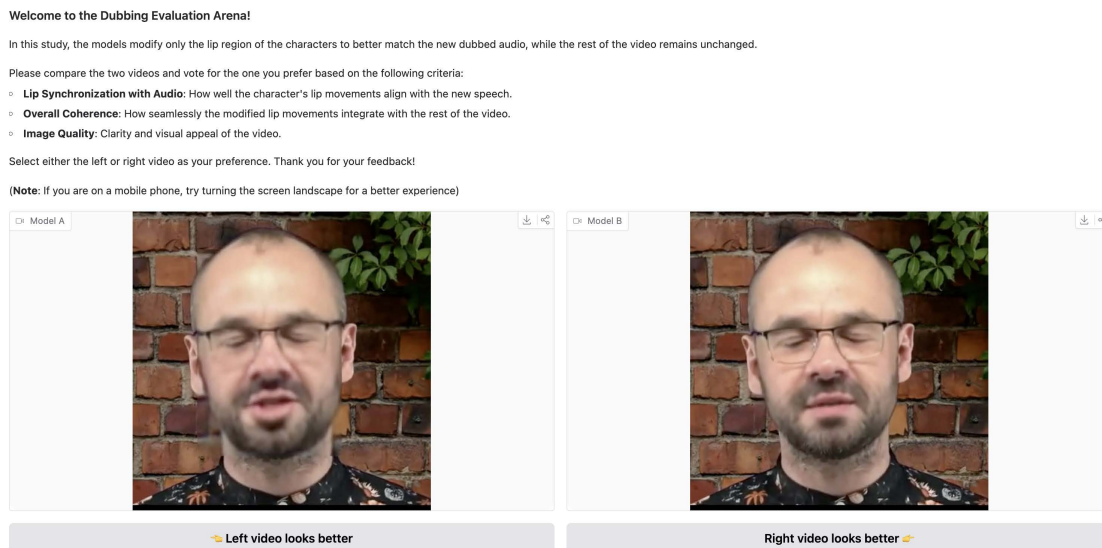 Welcome to the Dubbing Evaluation Arena!
In this study, the models modify only the lip region of the characters to better match the new dubbed audio, while the rest of the video remains unchanged.
Please compare the two videos and vote for the one you prefer based on the following criteria:
Lip Synchronization with Audio: How well the character's lip movements align with the new speech.
Overall Coherence: How seamlessly the modified lip movements integrate with the rest of the video.
Image Quality: Clarity and visual appeal of the video.
Select either the left or right video as your preference. Thank you for your feedback!
(Note: If you are on a mobile phone, try turning the screen landscape for a better experience)
Model A
Model B
👈 Left video looks better
Right video looks better 👉